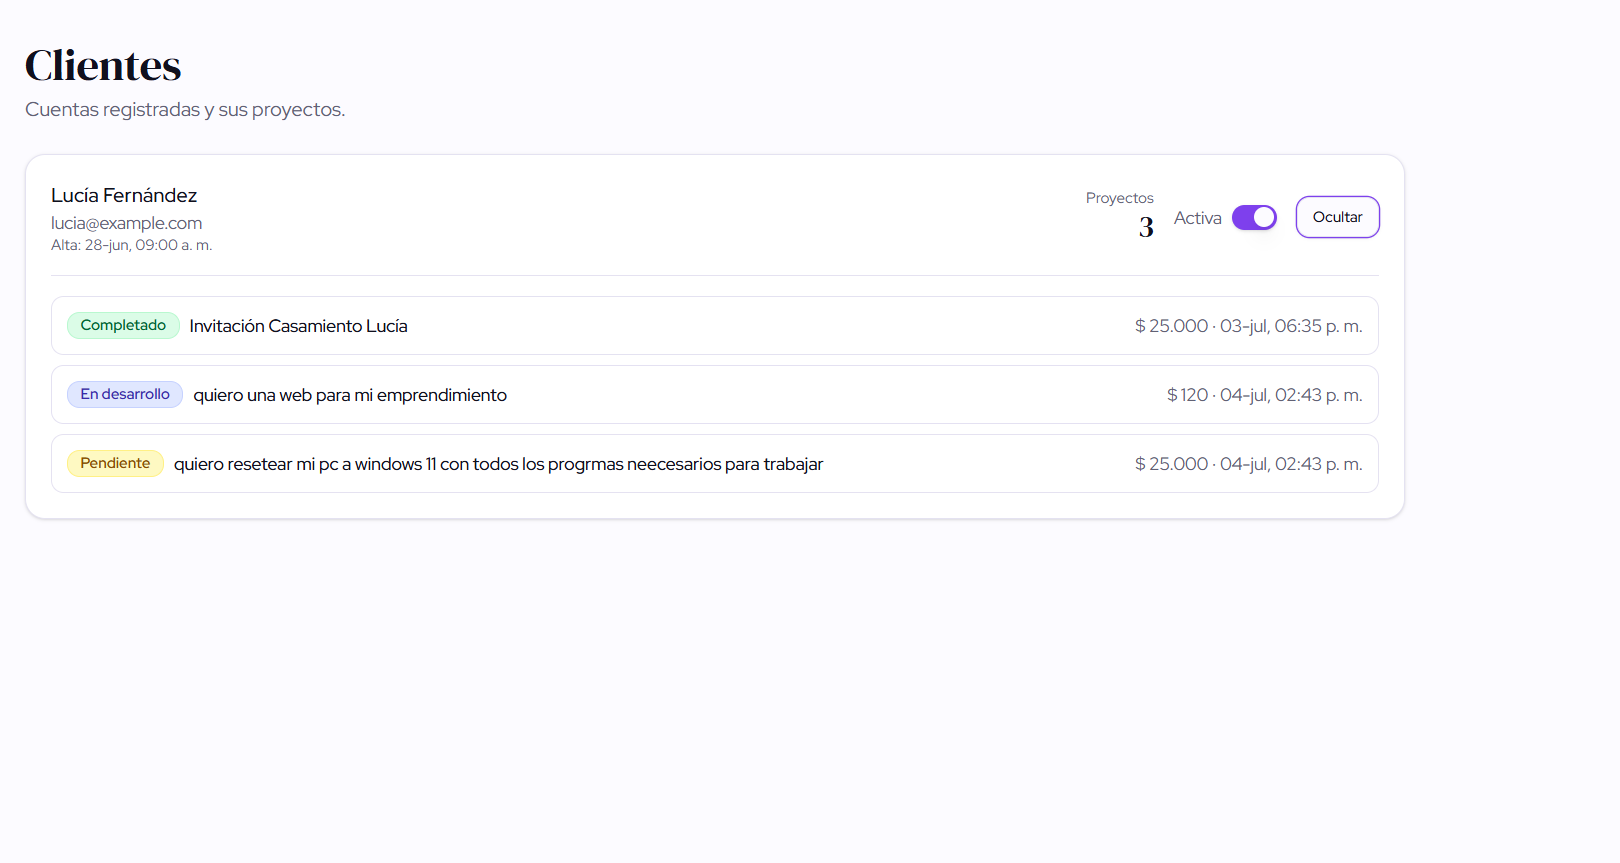 Clientes
Cuentas registradas y sus proyectos.
Lucía Fernández
lucia@example.com
Alta: 28-jun, 09:00 a. m.
Proyectos
3
Activa
Ocultar
Completado Invitación Casamiento Lucía $ 25.000 · 03-jul, 06:35 p. m.
En desarrollo quiero una web para mi emprendimiento $ 120 · 04-jul, 02:43 p. m.
Pendiente quiero resetear mi pc a windows 11 con todos los progrmas neecesarios para trabajar $ 25.000 · 04-jul, 02:43 p. m.